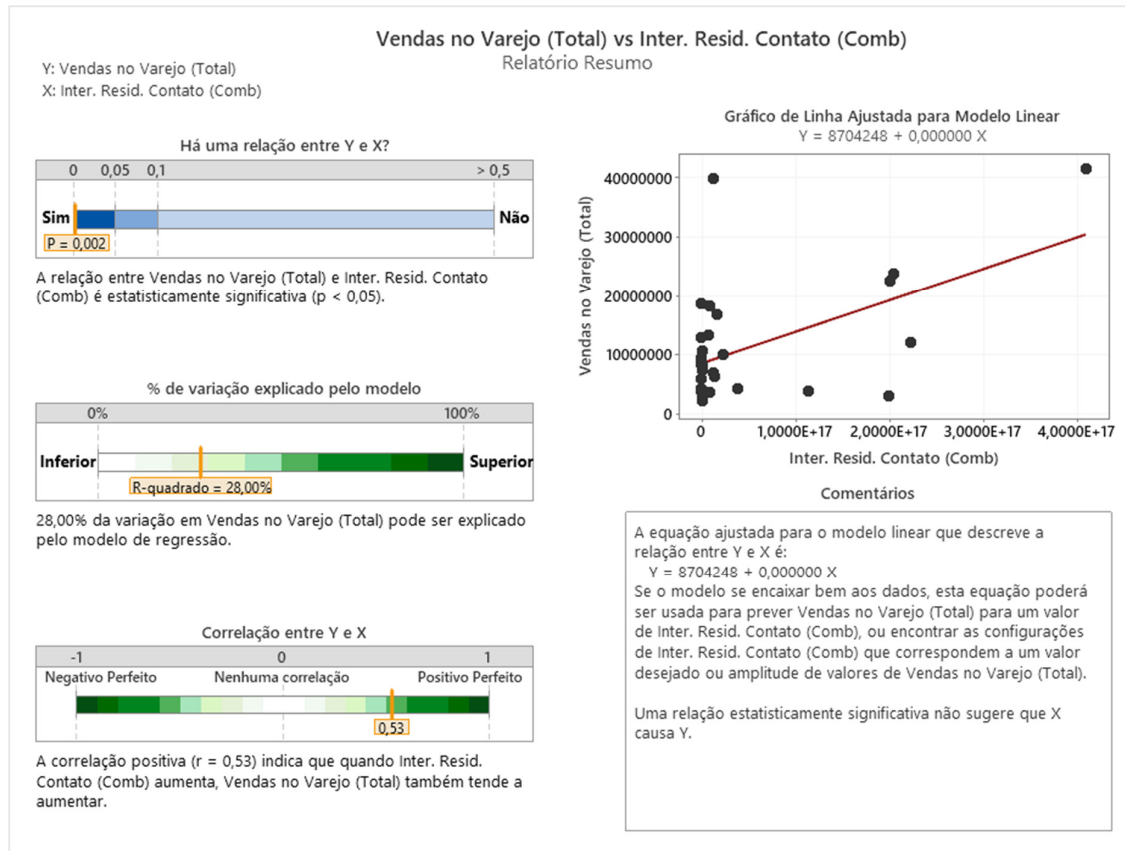 Vendas no Varejo (Total) vs Inter. Resid. Contato (Comb)
Relatório Resumo
Y: Vendas no Varejo (Total)
X: Inter. Resid. Contato (Comb)
Há uma relação entre Y e X?
0 0,05 0,1 > 0,5
Sim Não
P = 0,002
A relação entre Vendas no Varejo (Total) e Inter. Resid. Contato
(Comb) é estatisticamente significativa (p < 0,05).
% de variação explicado pelo modelo
0% 100%
Inferior Superior
R-quadrado = 28,00%
28,00% da variação em Vendas no Varejo (Total) pode ser explicado
pelo modelo de regressão.
Correlação entre Y e X
-1 0 1
Negativo Perfeito Nenhuma correlação Positivo Perfeito
0,53
A correlação positiva (r = 0,53) indica que quando Inter. Resid.
Contato (Comb) aumenta, Vendas no Varejo (Total) também tende a
aumentar.
Gráfico de Linha Ajustada para Modelo Linear
Y = 8704248 + 0,000000 X
Vendas no Varejo (Total)
40000000
30000000
20000000
10000000
0
0 1,0000E+17 2,0000E+17 3,0000E+17 4,0000E+17
Inter. Resid. Contato (Comb)
Comentários
A equação ajustada para o modelo linear que descreve a
relação entre Y e X é:
Y = 8704248 + 0,000000 X
Se o modelo se encaixar bem aos dados, esta equação poderá
ser usada para prever Vendas no Varejo (Total) para um valor
de Inter. Resid. Contato (Comb), ou encontrar as configurações
de Inter. Resid. Contato (Comb) que correspondem a um valor
desejado ou amplitude de valores de Vendas no Varejo (Total).
Uma relação estatisticamente significativa não sugere que X
causa Y.